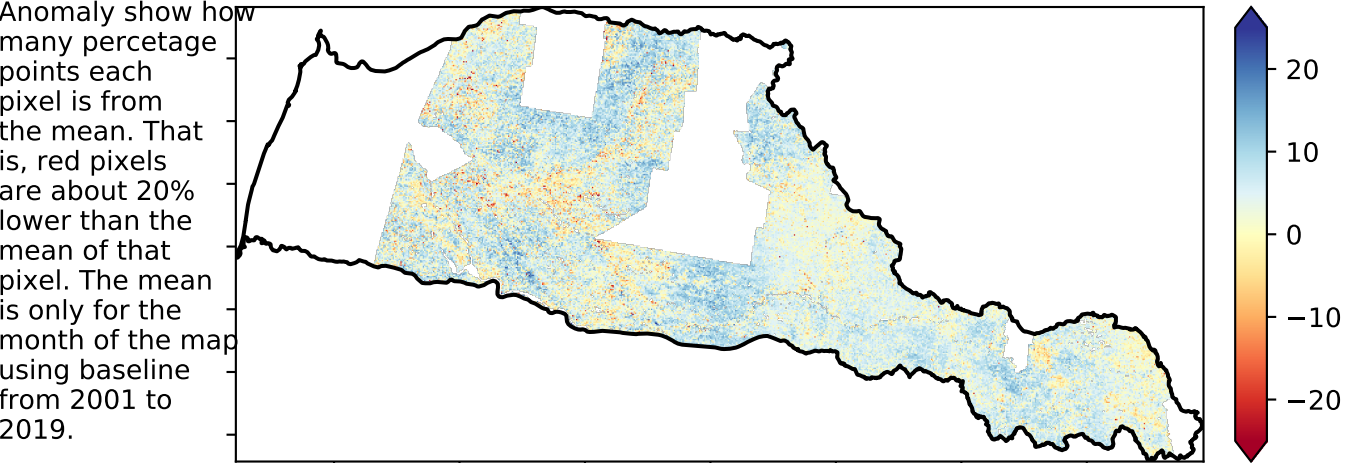 Anomaly show how
many percetage
points each
pixel is from
the mean. That
is, red pixels
are about 20%
lower than the
mean of that
pixel. The mean
is only for the
month of the map
using baseline
from 2001 to
2019.
20
10
0
−10
−20